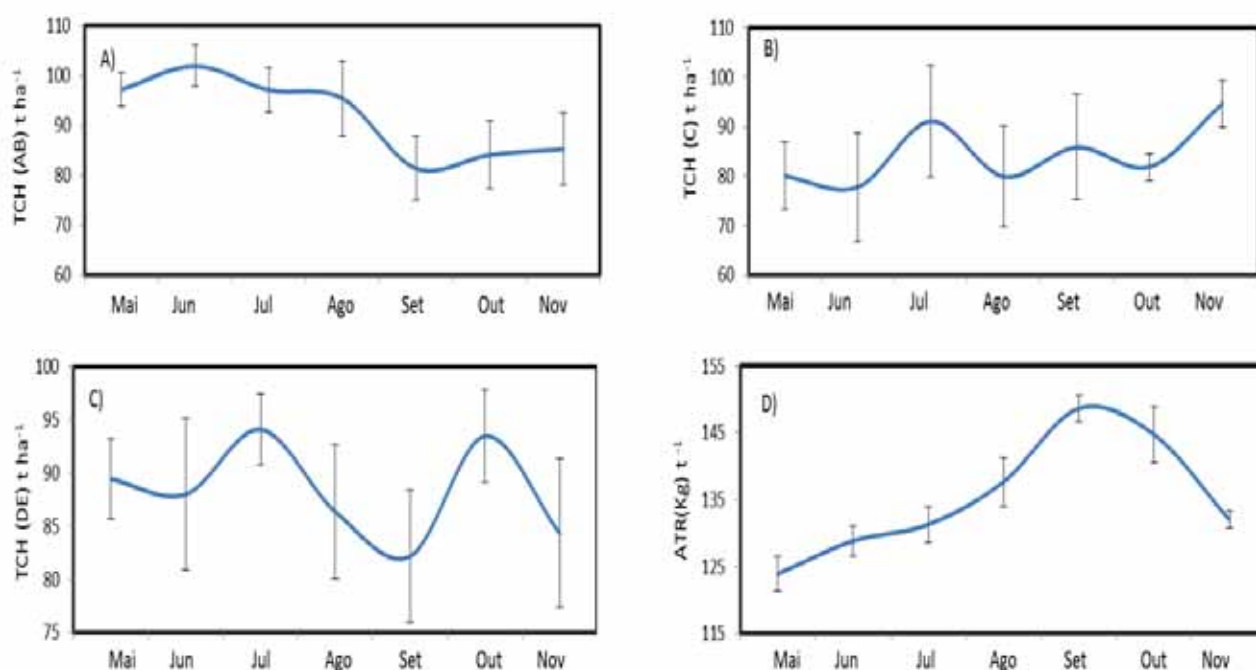 A)
TCH (AB) t ha⁻¹
110
100
90
80
70
60
Mai Jun Jul Ago Set Out Nov
B)
TCH (C) t ha⁻¹
110
100
90
80
70
60
Mai Jun Jul Ago Set Out Nov
C)
TCH (DE) t ha⁻¹
100
95
90
85
80
75
Mai Jun Jul Ago Set Out Nov
D)
ATR(Kg) t⁻¹
155
145
135
125
115
Mai Jun Jul Ago Set Out Nov